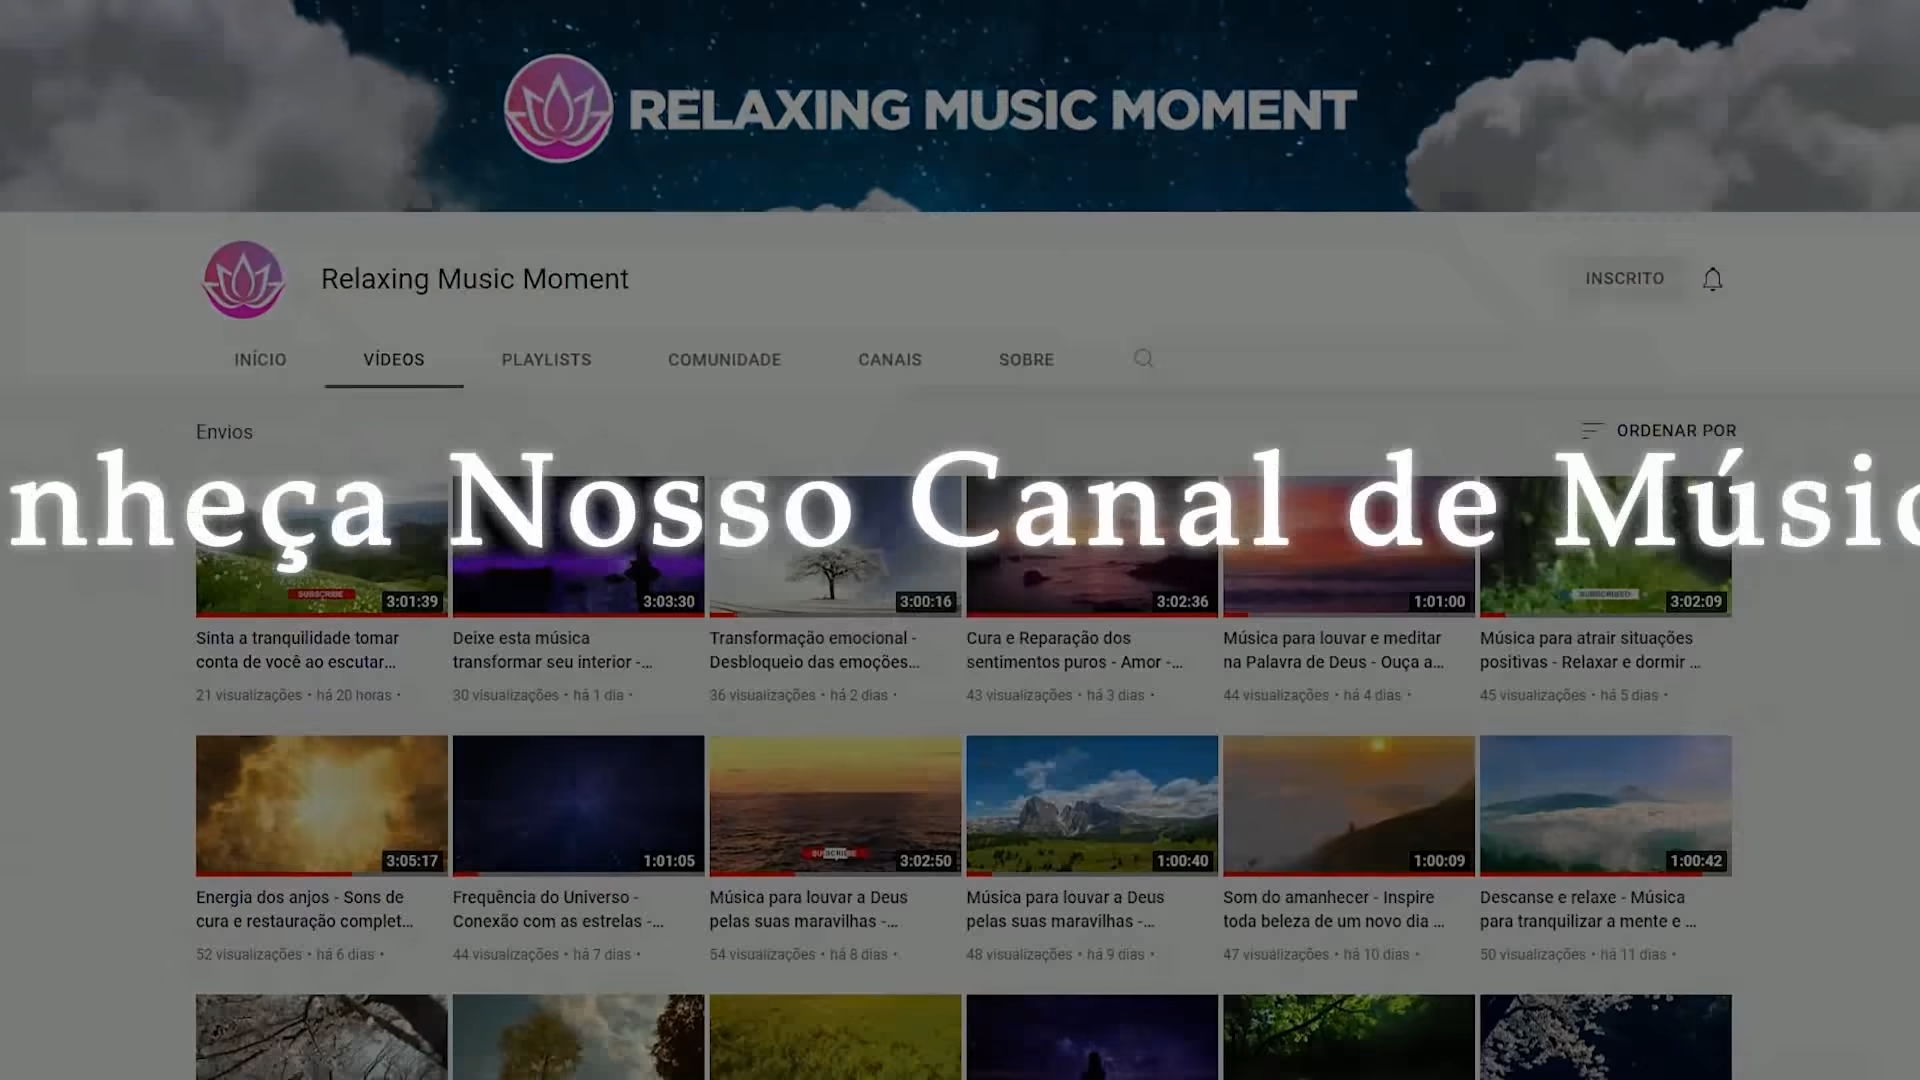 RELAXING MUSIC MOMENT
Relaxing Music Moment
INSCRITO
INÍCIO VÍDEOS PLAYLISTS COMUNIDADE CANAIS SOBRE
Envios
ORDENAR POR
nheça Nosso Canal de Músic
SUBSCRIBE
SUBSCRIBED
3:01:39 3:03:30 3:00:16 3:02:36 1:01:00 3:02:09
Sinta a tranquilidade tomar
conta de você ao escutar...
21 visualizações • há 20 horas •
Deixe esta música
transformar seu interior -...
30 visualizações • há 1 dia •
Transformação emocional -
Desbloqueio das emoções...
36 visualizações • há 2 dias •
Cura e Reparação dos
sentimentos puros - Amor -...
43 visualizações • há 3 dias •
Música para louvar e meditar
na Palavra de Deus - Ouça a...
44 visualizações • há 4 dias •
Música para atrair situações
positivas - Relaxar e dormir ...
45 visualizações • há 5 dias •
SUBSCRIBE
3:05:17 1:01:05 3:02:50 1:00:40 1:00:09 1:00:42
Energia dos anjos - Sons de
cura e restauração complet...
52 visualizações • há 6 dias •
Frequência do Universo -
Conexão com as estrelas -...
44 visualizações • há 7 dias •
Música para louvar a Deus
pelas suas maravilhas -...
54 visualizações • há 8 dias •
Música para louvar a Deus
pelas suas maravilhas -...
48 visualizações • há 9 dias •
Som do amanhecer - Inspire
toda beleza de um novo dia ...
47 visualizações • há 10 dias •
Descanse e relaxe - Música
para tranquilizar a mente e ...
50 visualizações • há 11 dias •